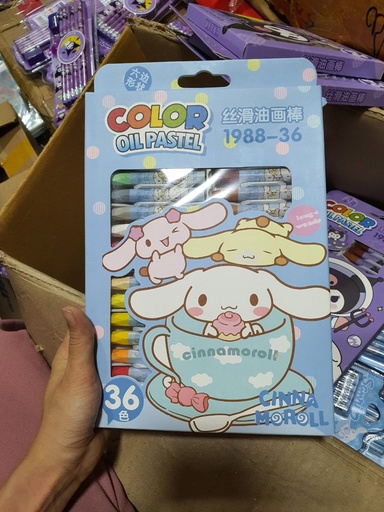 六边
形状
COLOR
OIL PASTEL
丝滑油画棒
1988-36
cinnamoroll
36
色
CINNA
MOROLL
COLOR
OIL PASTEL